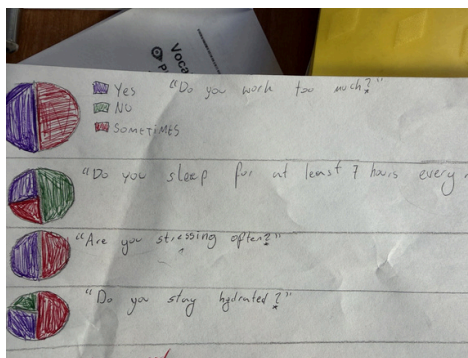 Voca
Yes "Do you work too much?"
NO
SOMETIMES
"Do you sleep for at least 7 hours every
"Are you stressing often?"
"Do you stay hydrated?"